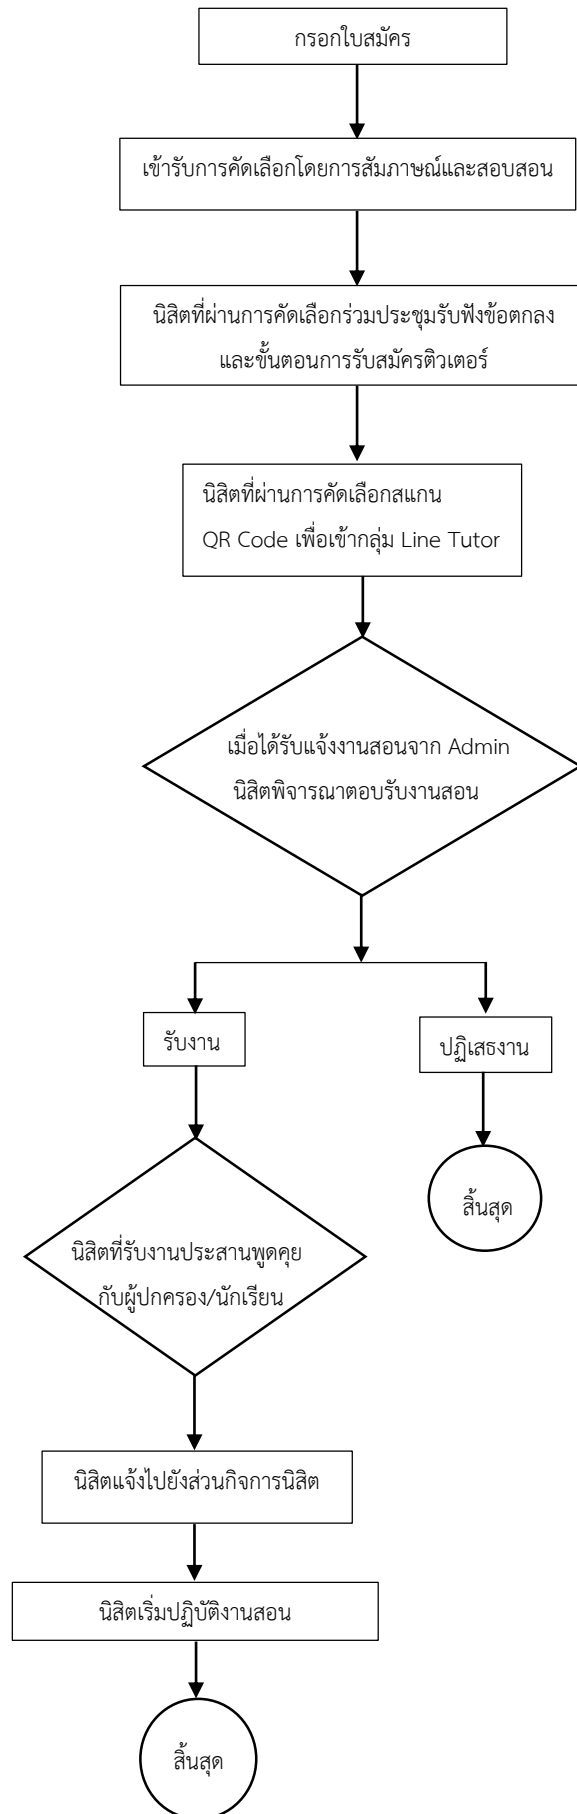 กรอกใบสมัคร
เข้ารับการคัดเลือกโดยการสัมภาษณ์และสอบสอน
นิสิตที่ผ่านการคัดเลือกร่วมประชุมรับฟังข้อตกลง
และขั้นตอนการรับสมัครติวเตอร์
นิสิตที่ผ่านการคัดเลือกสแกน
QR Code เพื่อเข้ากลุ่ม Line Tutor
เมื่อได้รับแจ้งงานสอนจาก Admin
นิสิตพิจารณาตอบรับงานสอน
รับงาน
ปฏิเสธงาน
สิ้นสุด
นิสิตที่รับงานประสานพูดคุย
กับผู้ปกครอง/นักเรียน
นิสิตแจ้งไปยังส่วนกิจการนิสิต
นิสิตเริ่มปฏิบัติงานสอน
สิ้นสุด